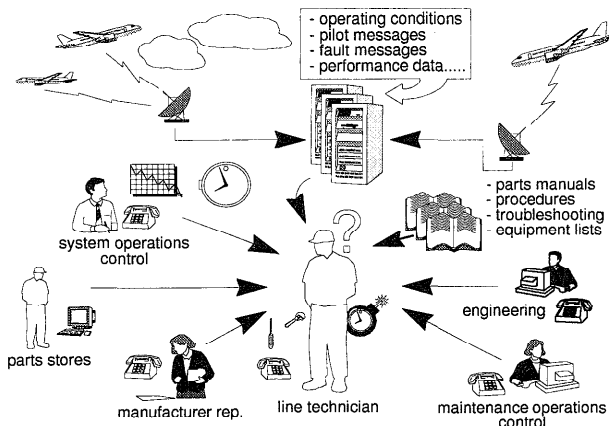 - operating conditions
- pilot messages
- fault messages
- performance data.....
- parts manuals
- procedures
- troubleshooting
- equipment lists
system operations
control
engineering
parts stores
manufacturer rep.
line technician
maintenance operations
control
?